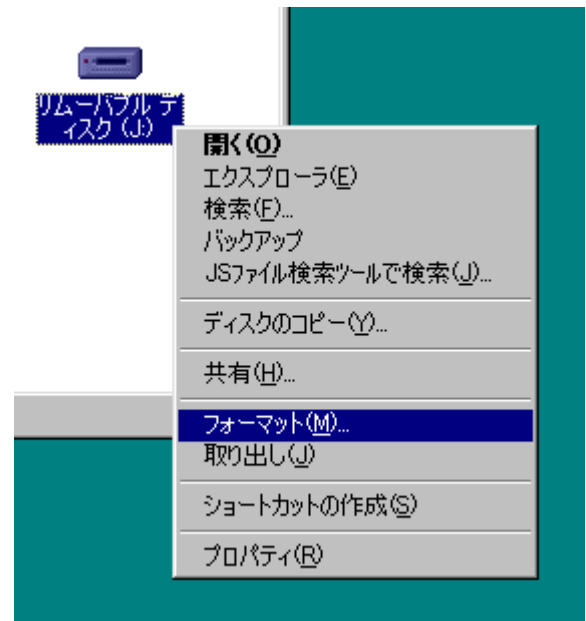 リムーバブル デ
ィスク (J:)
開く(O)
エクスプローラ(E)
検索(F)...
バックアップ
JSファイル検索ツールで検索(J)...
ディスクのコピー(Y)...
共有(H)...
フォーマット(M)...
取り出し(J)
ショートカットの作成(S)
プロパティ(R)